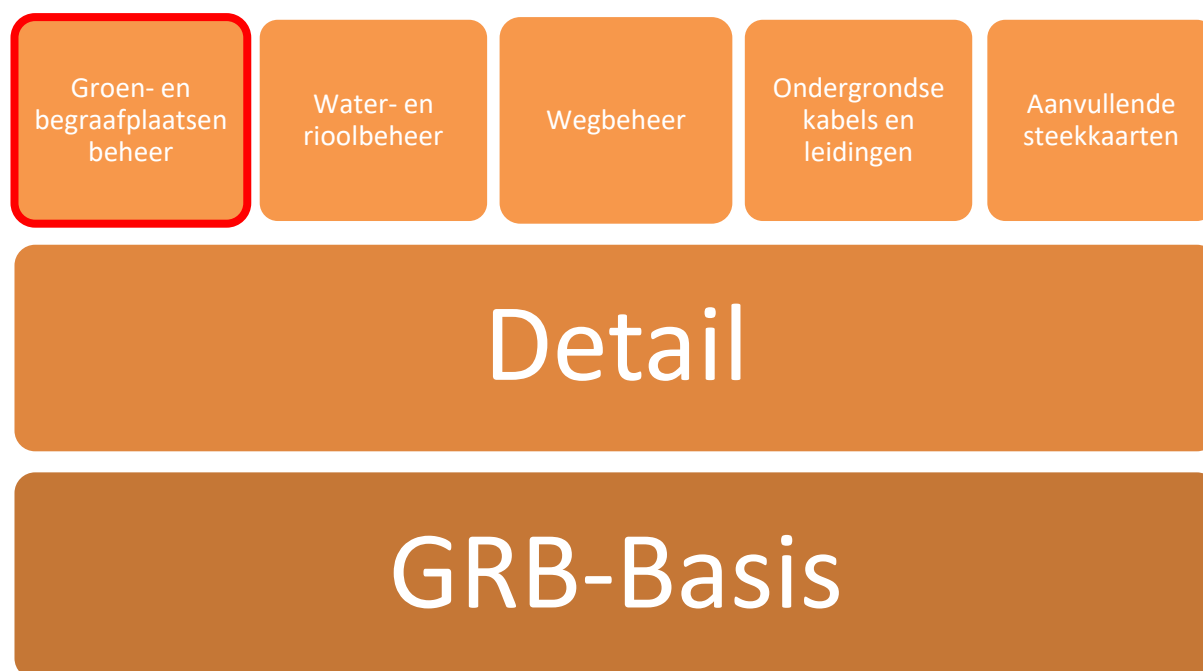 Groen- en
begraafplaatsen
beheer
Water- en
rioolbeheer
Wegbeheer
Ondergrondse
kabels en
leidingen
Aanvullende
steekkaarten
Detail
GRB-Basis